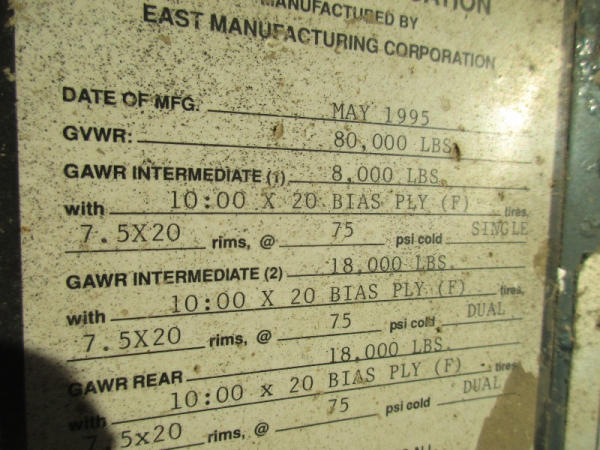 MANUFACTURED BY
EAST MANUFACTURING CORPORATION
DATE OF MFG. MAY 1995
GVWR: 80,000 LBS.
GAWR INTERMEDIATE (1) 8,000 LBS.
with 10:00 X 20 BIAS PLY (F) tires,
7.5X20 rims, @ 75 psi cold SINGLE
GAWR INTERMEDIATE (2) 18,000 LBS.
with 10:00 X 20 BIAS PLY (F) tires,
7.5X20 rims, @ 75 psi cold DUAL
GAWR REAR 18,000 LBS.
with 10:00 x 20 BIAS PLY (F) tires
7.5x20 rims, @ 75 psi cold DUAL